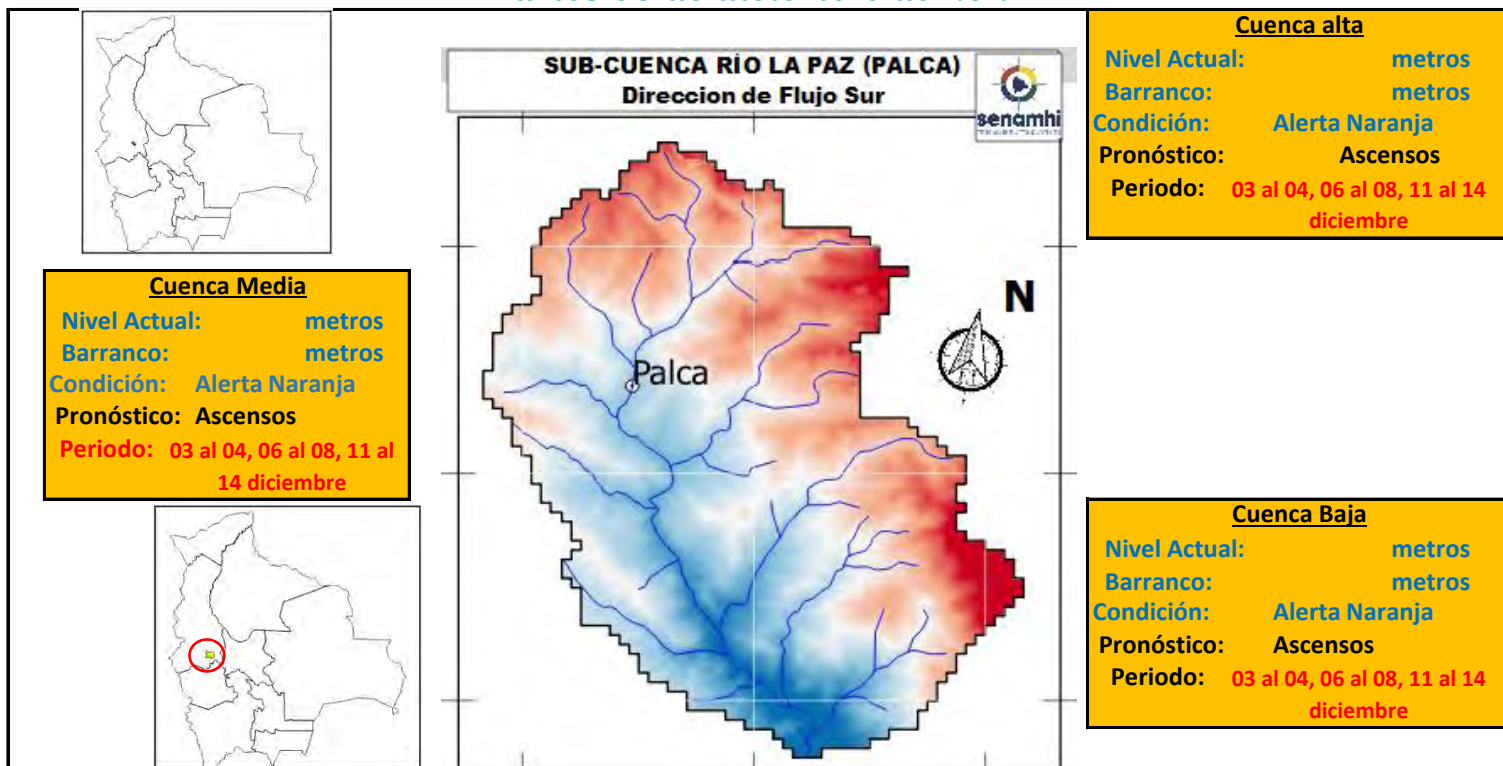 SUB-CUENCA RÍO LA PAZ (PALCA)
Direccion de Flujo Sur
senamhi
Cuenca alta
Nivel Actual: metros
Barranco: metros
Condición: Alerta Naranja
Pronóstico: Ascensos
Periodo: 03 al 04, 06 al 08, 11 al 14
diciembre
Cuenca Media
Nivel Actual: metros
Barranco: metros
Condición: Alerta Naranja
Pronóstico: Ascensos
Periodo: 03 al 04, 06 al 08, 11 al
14 diciembre
N
Palca
Cuenca Baja
Nivel Actual: metros
Barranco: metros
Condición: Alerta Naranja
Pronóstico: Ascensos
Periodo: 03 al 04, 06 al 08, 11 al 14
diciembre